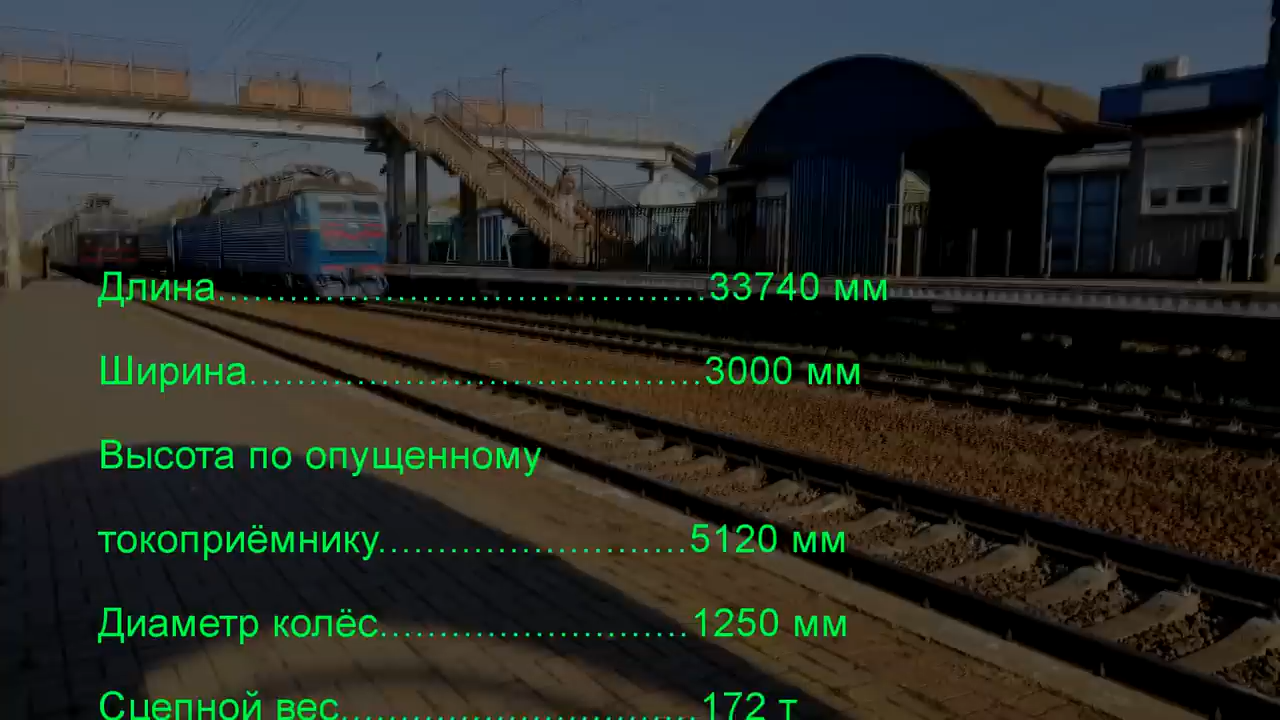 Длина.................................................33740 мм
Ширина..............................................3000 мм
Высота по опущенному
токоприёмнику...............................5120 мм
Диаметр колёс...............................1250 мм
Сцепной вес....................................172 т